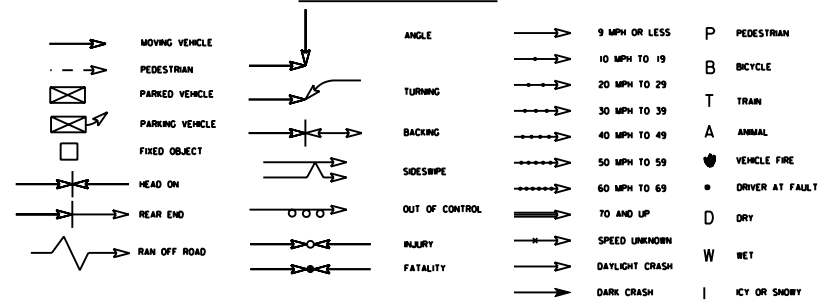 MOVING VEHICLE
PEDESTRIAN
PARKED VEHICLE
PARKING VEHICLE
FIXED OBJECT
HEAD ON
REAR END
RAN OFF ROAD
ANGLE
TURNING
BACKING
SIDESWIPE
OUT OF CONTROL
INJURY
FATALITY
9 MPH OR LESS
10 MPH TO 19
20 MPH TO 29
30 MPH TO 39
40 MPH TO 49
50 MPH TO 59
60 MPH TO 69
70 AND UP
SPEED UNKNOWN
DAYLIGHT CRASH
DARK CRASH
P PEDESTRIAN
B BICYCLE
T TRAIN
A ANIMAL
VEHICLE FIRE
DRIVER AT FAULT
D DRY
W WET
I ICY OR SNOWY